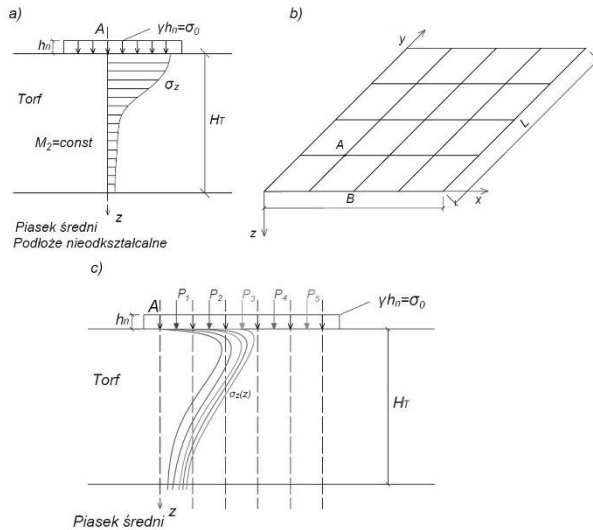 a)
A
hn
γhn=σ0
σz
Torf
HT
M2=const
z
Piasek średni
Podłoże nieodkształcalne
b)
y
A
L
B
x
z
c)
A
P1
P2
P3
P4
P5
γhn=σ0
hn
Torf
σz(z)
HT
z
Piasek średni